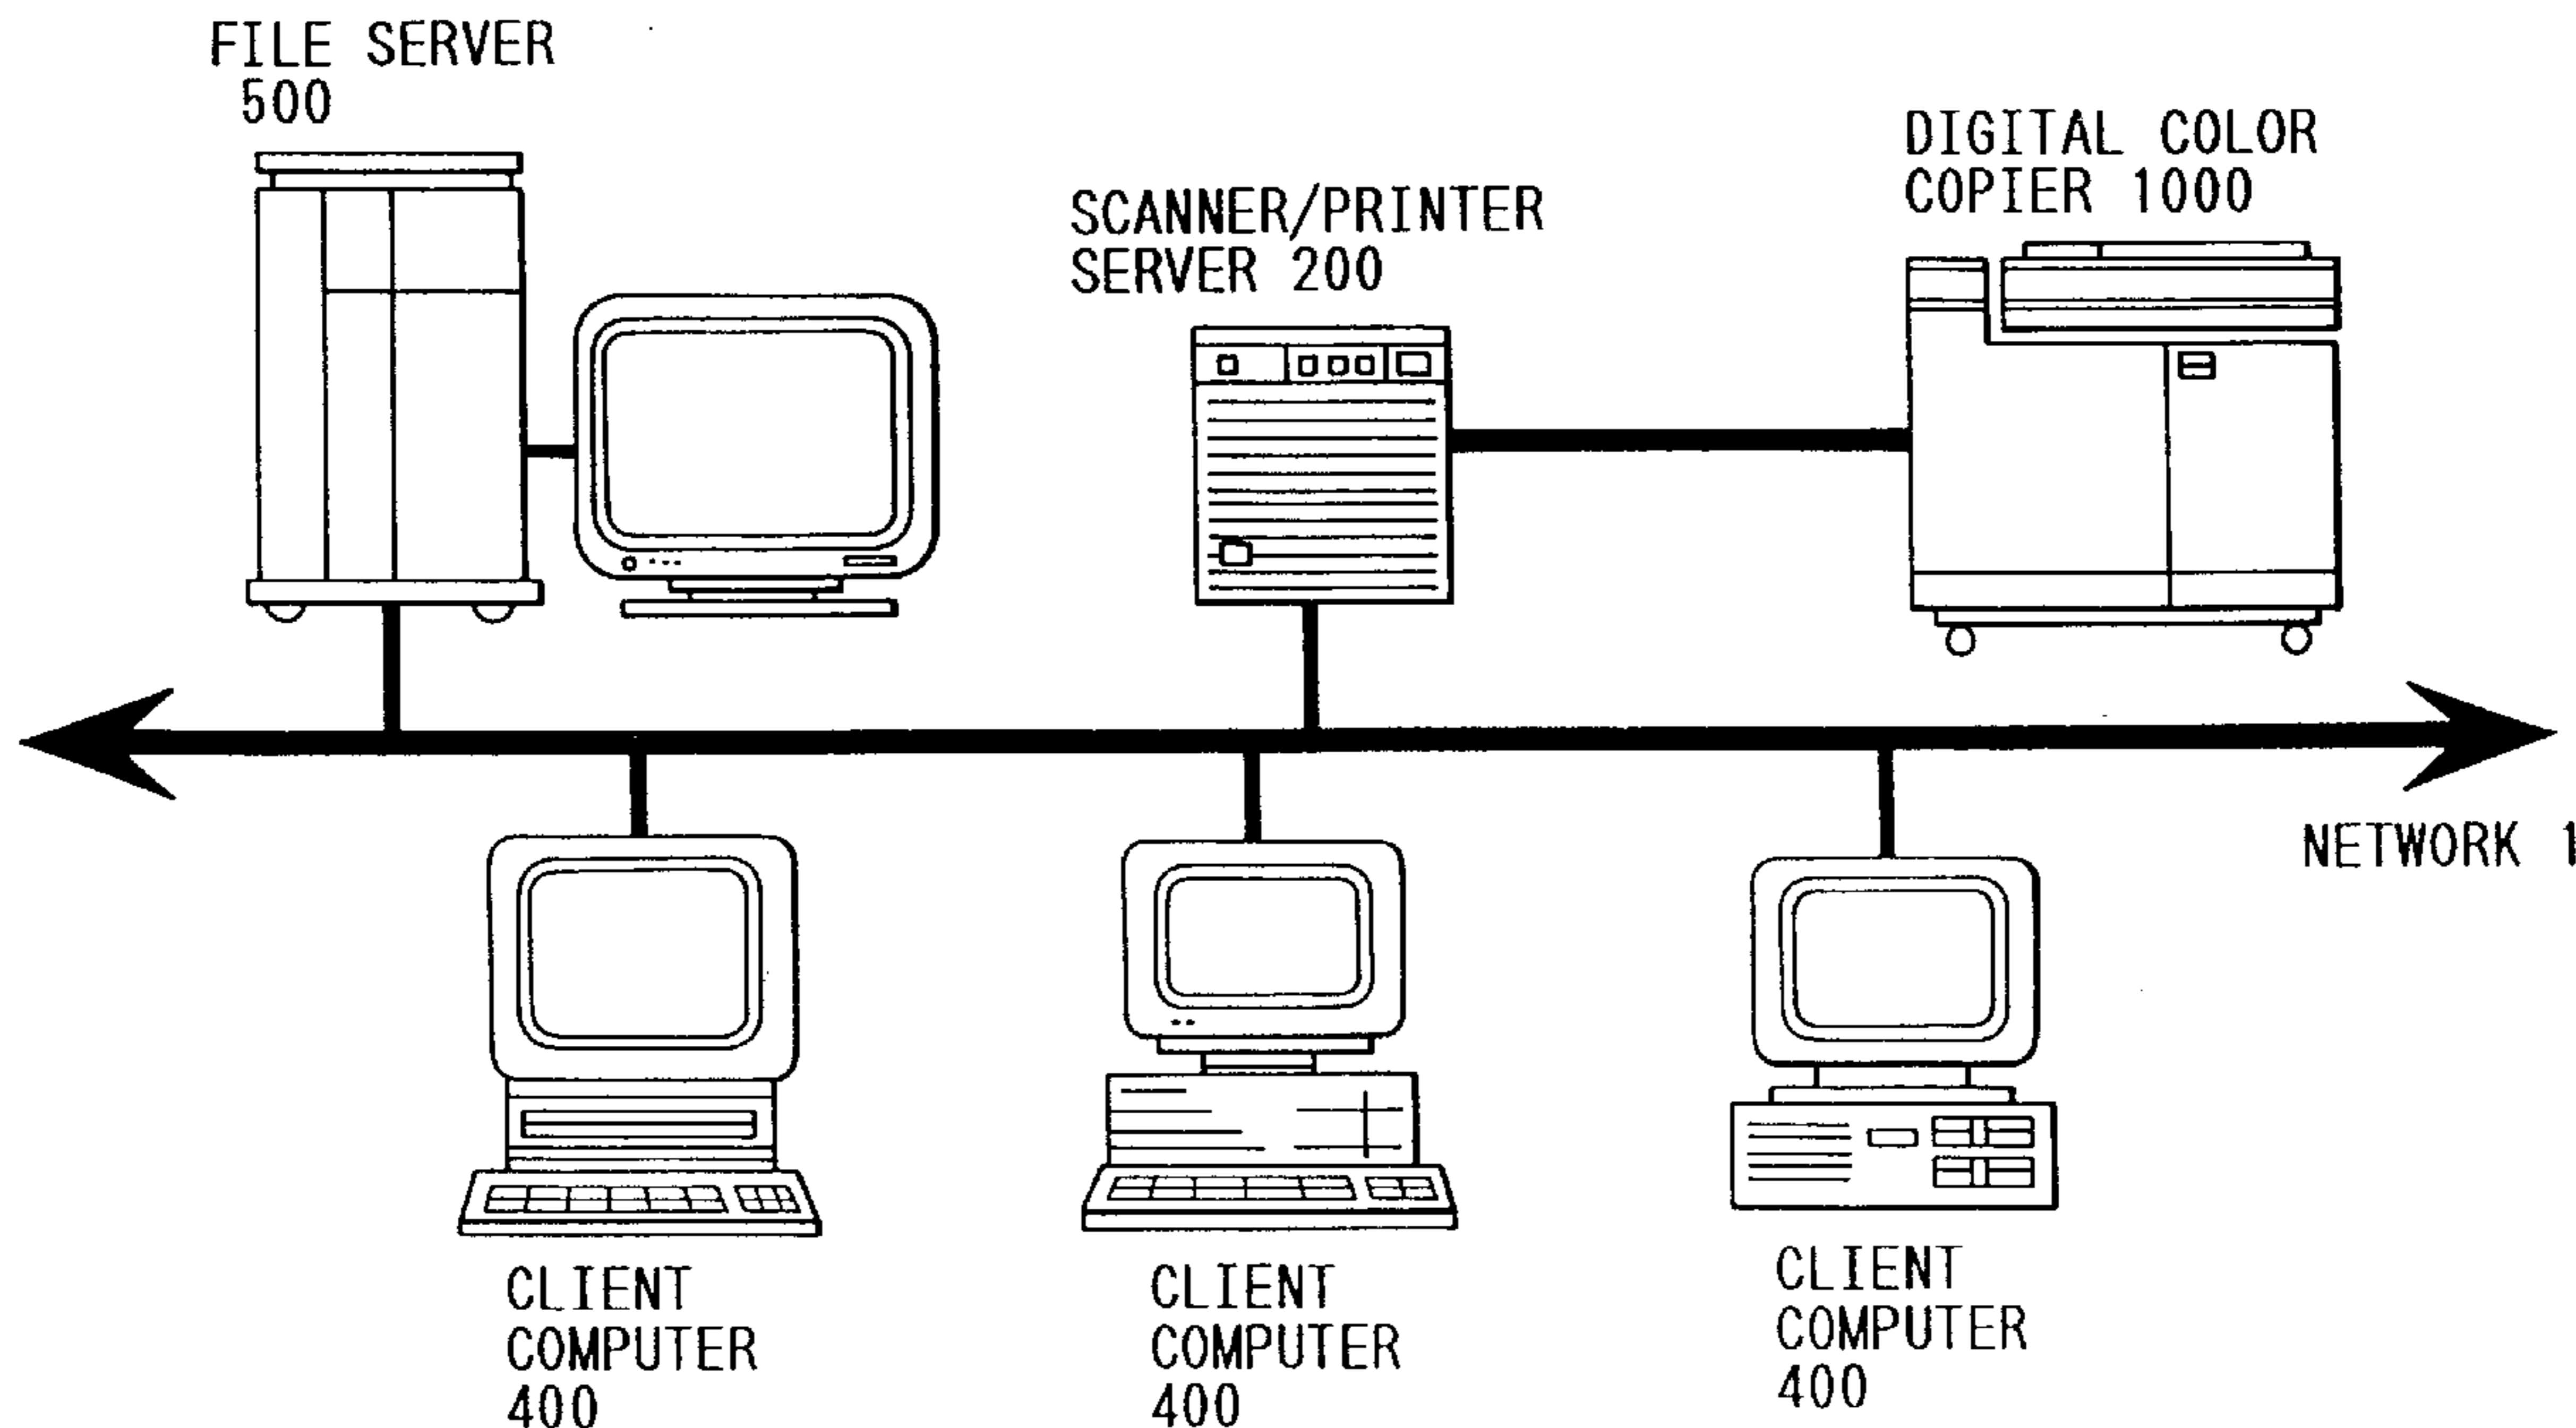 FILE SERVER
500
SCANNER/PRINTER
SERVER 200
DIGITAL COLOR
COPIER 1000
NETWORK 1
CLIENT
COMPUTER
400
CLIENT
COMPUTER
400
CLIENT
COMPUTER
400